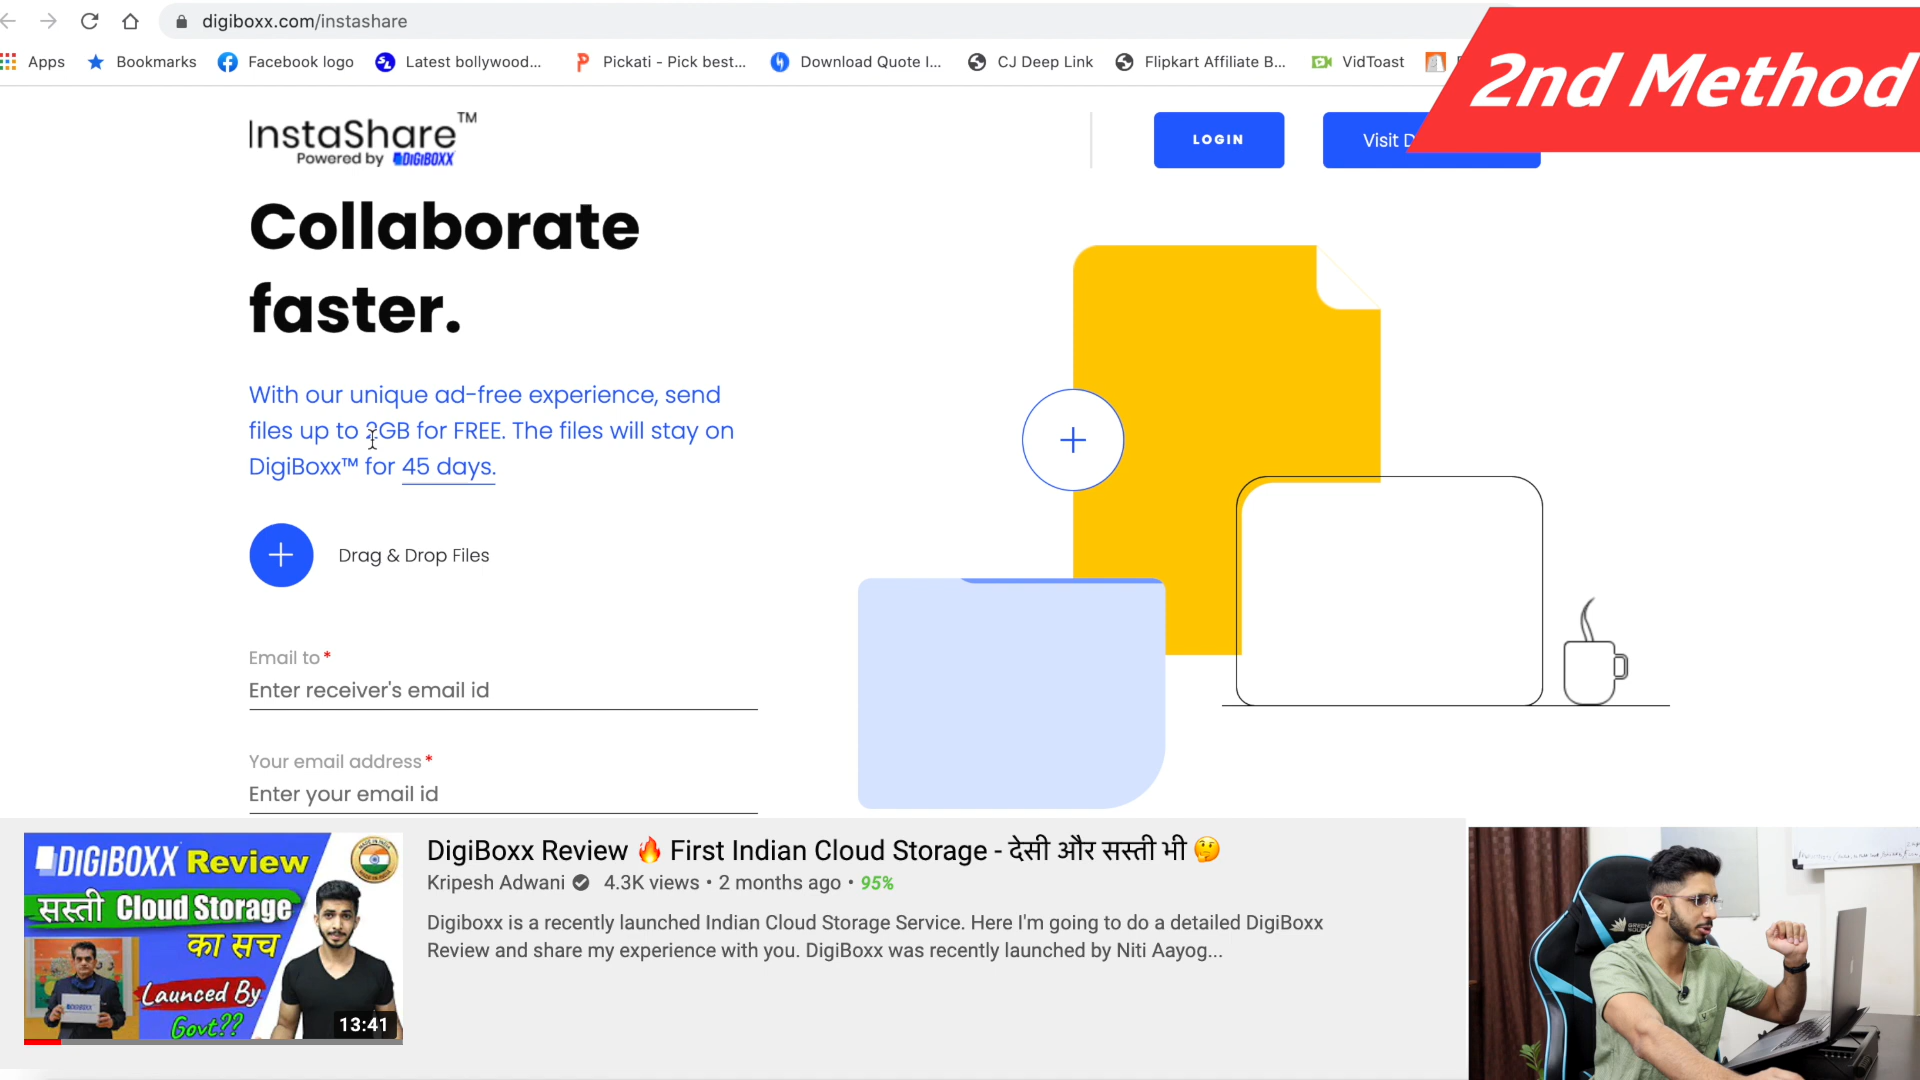 digiboxx.com/instashare
Apps
Bookmarks
Facebook logo
Latest bollywood...
Pickati - Pick best...
Download Quote I...
CJ Deep Link
Flipkart Affiliate B...
VidToast
2nd Method
InstaShare™
Powered by DIGIBOXX
LOGIN
Visit D
Collaborate
faster.
With our unique ad-free experience, send
files up to 2GB for FREE. The files will stay on
DigiBoxx™ for 45 days.
Drag & Drop Files
Email to*
Enter receiver's email id
Your email address*
Enter your email id
DIGIBOXX Review
सस्ती Cloud Storage
का सच
Launced By
Govt??
13:41
DigiBoxx Review 🔥 First Indian Cloud Storage - देसी और सस्ती भी 🤔
Kripesh Adwani 4.3K views • 2 months ago • 95%
Digiboxx is a recently launched Indian Cloud Storage Service. Here I'm going to do a detailed DigiBoxx
Review and share my experience with you. DigiBoxx was recently launched by Niti Aayog...